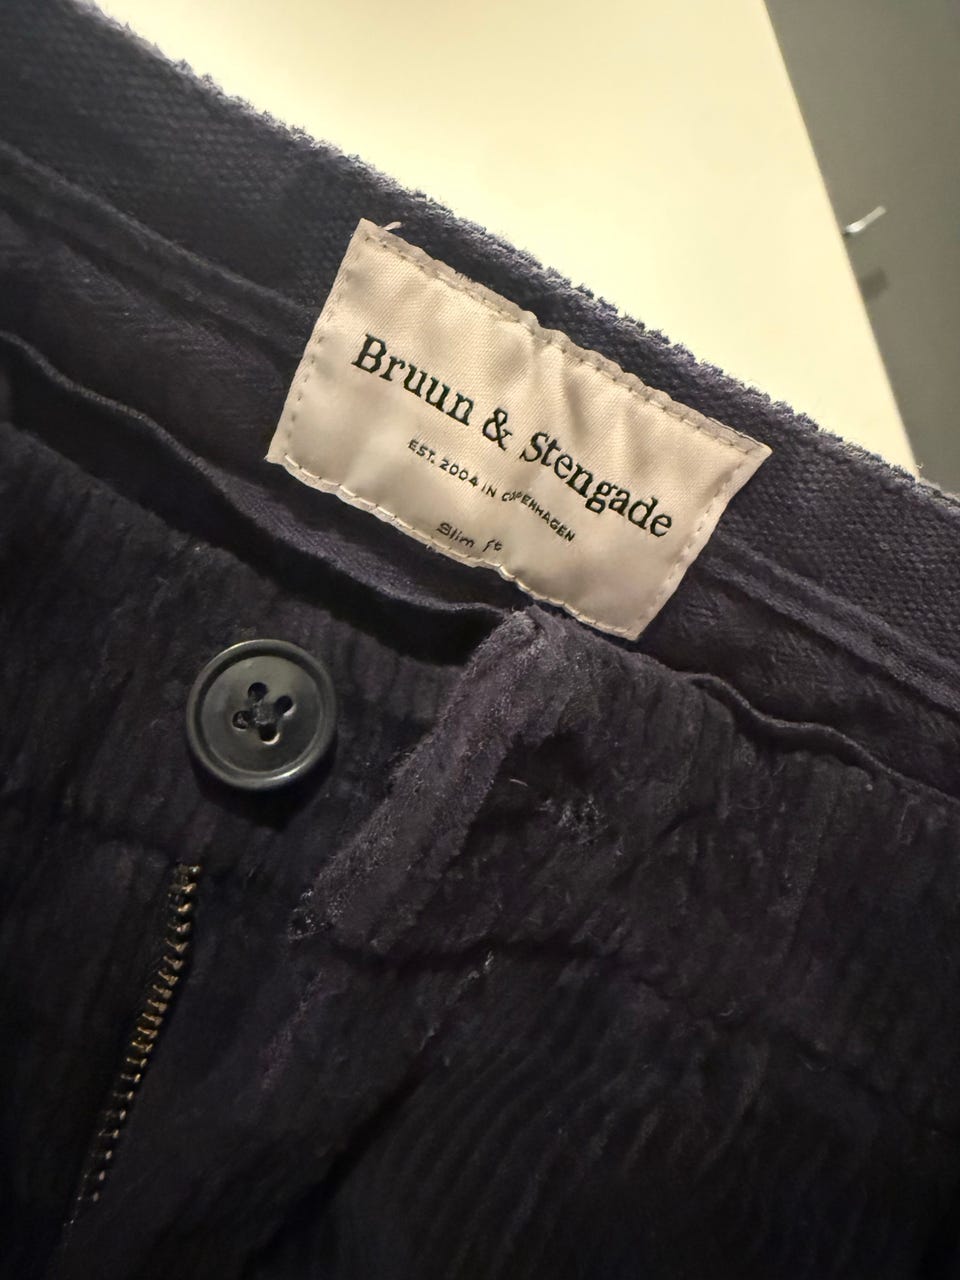 Bruun & Stengade
EST. 2004 IN COPENHAGEN
Slim fit